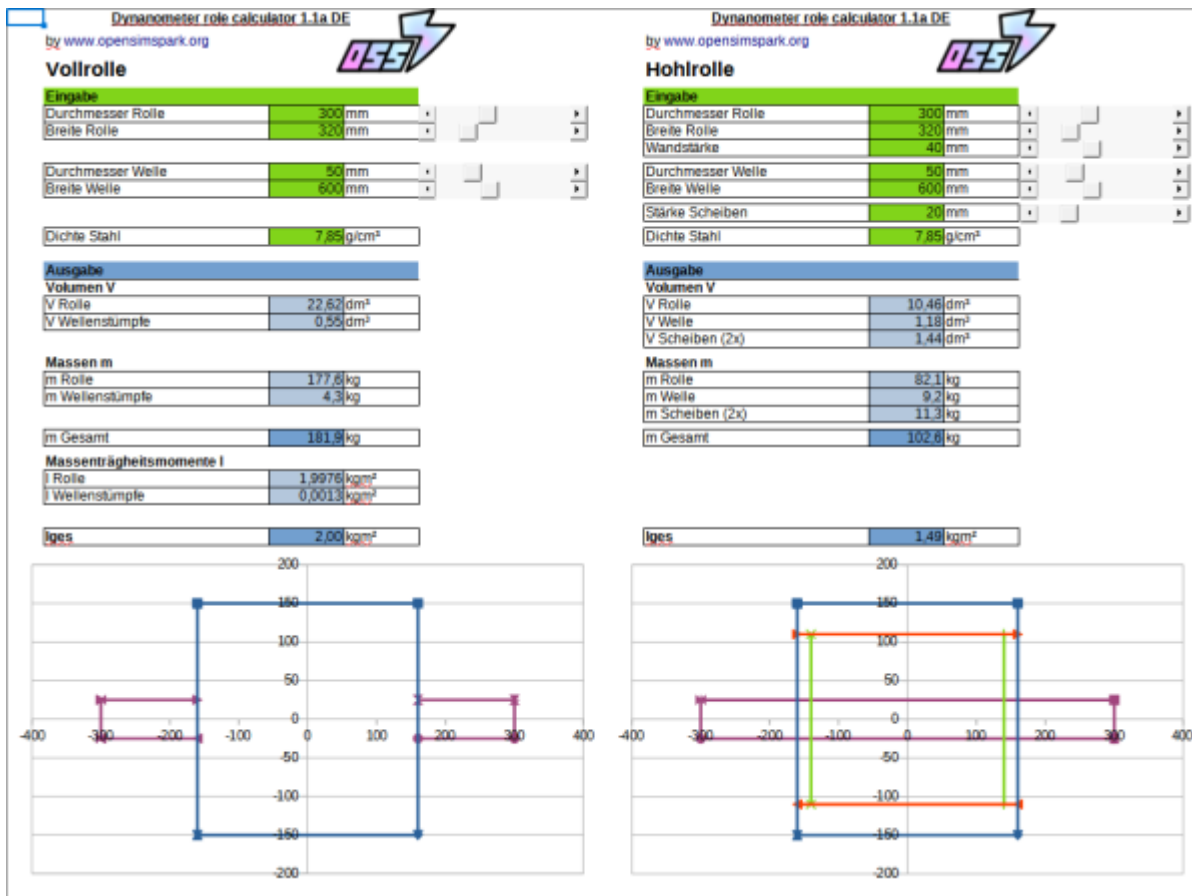 Dynanometer role calculator 1.1a DE
by www.opensimspark.org
OSS
Vollrolle
Eingabe
Durchmesser Rolle 300 mm
Breite Rolle 320 mm
Durchmesser Welle 50 mm
Breite Welle 600 mm
Dichte Stahl 7,85 g/cm³
Ausgabe
Volumen V
V Rolle 22,62 dm³
V Wellenstümpfe 0,55 dm³
Massen m
m Rolle 177,6 kg
m Wellenstümpfe 4,3 kg
m Gesamt 181,9 kg
Massenträgheitsmomente I
I Rolle 1,9976 kgm²
I Wellenstümpfe 0,0013 kgm²
Iges 2,00 kgm²
200
150
100
50
0
-400 -300 -200 -100 0 100 200 300 400
-50
-100
-150
-200
Dynanometer role calculator 1.1a DE
by www.opensimspark.org
OSS
Hohlrolle
Eingabe
Durchmesser Rolle 300 mm
Breite Rolle 320 mm
Wandstärke 40 mm
Durchmesser Welle 50 mm
Breite Welle 600 mm
Stärke Scheiben 20 mm
Dichte Stahl 7,85 g/cm³
Ausgabe
Volumen V
V Rolle 10,46 dm³
V Welle 1,18 dm³
V Scheiben (2x) 1,44 dm³
Massen m
m Rolle 82,1 kg
m Welle 9,2 kg
m Scheiben (2x) 11,3 kg
m Gesamt 102,6 kg
Iges 1,49 kgm²
200
150
100
50
0
-400 -300 -200 -100 0 100 200 300 400
-50
-100
-150
-200